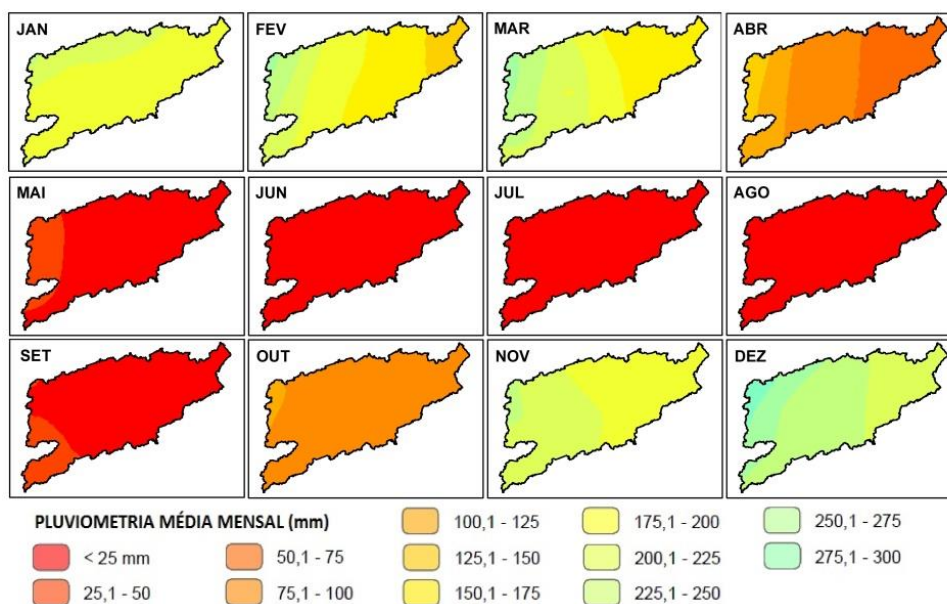 JAN FEV MAR ABR
MAI JUN JUL AGO
SET OUT NOV DEZ
PLUVIOMETRIA MÉDIA MENSAL (mm)
< 25 mm
25,1 - 50
50,1 - 75
75,1 - 100
100,1 - 125
125,1 - 150
150,1 - 175
175,1 - 200
200,1 - 225
225,1 - 250
250,1 - 275
275,1 - 300